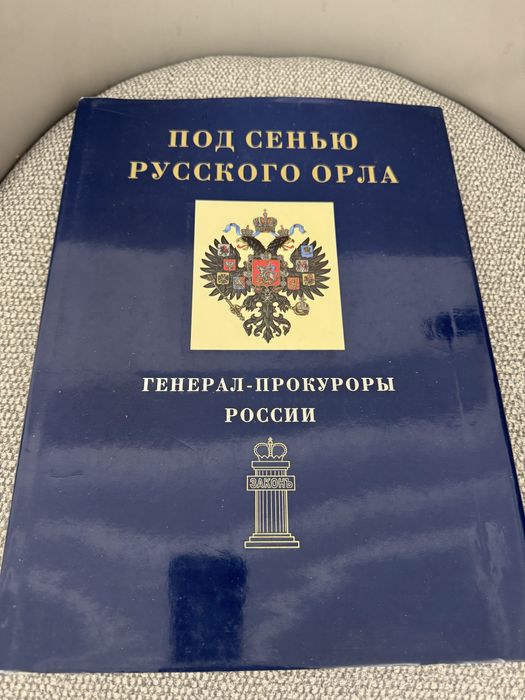 ПОД СЕНЬЮ
РУССКОГО ОРЛА
ГЕНЕРАЛ-ПРОКУРОРЫ
РОССИИ
ЗАКОНЪ